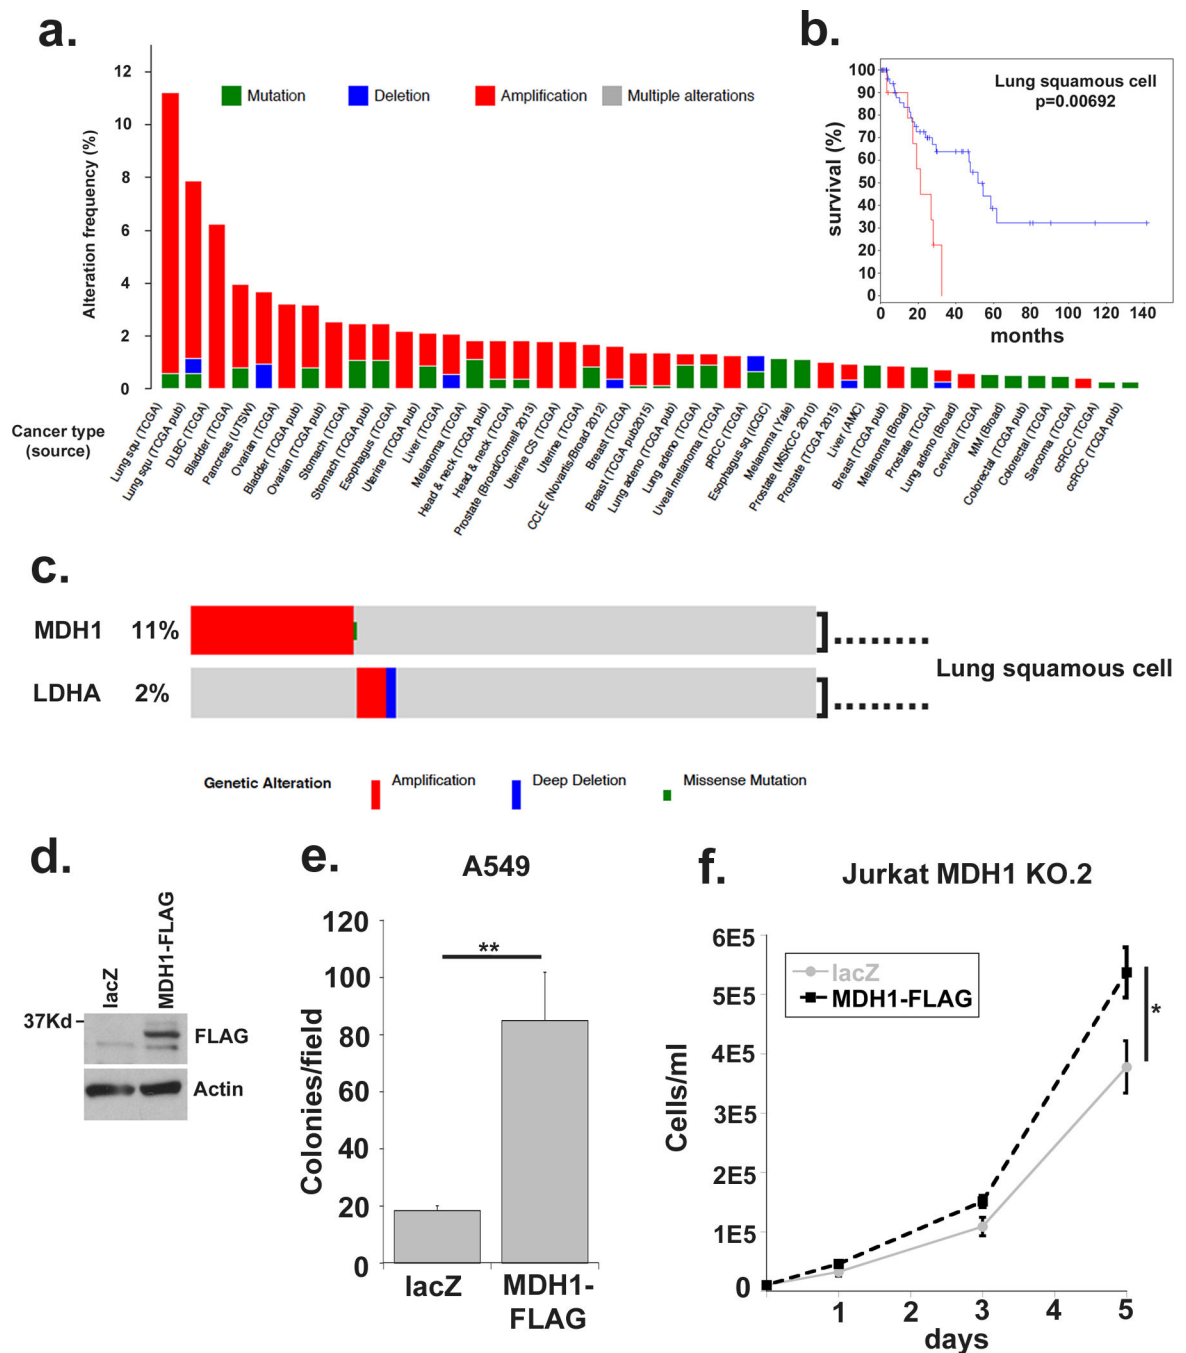 a.
12
10
8
6
4
2
0
Alteration frequency (%)
Mutation
Deletion
Amplification
Multiple alterations
Cancer type
(source)
Lung squ (TCGA)
Lung squ (TCGA pub)
DLBC (TCGA)
Bladder (TCGA)
Pancreas (UTSW)
Ovarian (TCGA)
Bladder (TCGA pub)
Ovarian (TCGA pub)
Stomach (TCGA)
Stomach (TCGA pub)
Esophagus (TCGA)
Uterine (TCGA pub)
Liver (TCGA)
Melanoma (TCGA)
Head & neck (TCGA pub)
Head & neck (TCGA)
Prostate (Broad/Cornell 2013)
Uterine CS (TCGA)
Uterine (TCGA)
CCLE (Novartis/Broad 2012)
Breast (TCGA)
Breast (TCGA pub2015)
Lung adeno (TCGA pub)
Lung adeno (TCGA)
Uveal melanoma (TCGA)
pRCC (TCGA)
Esophagus sq (ICGC)
Melanoma (Yale)
Prostate (MSKCC 2010)
Prostate (TCGA 2015)
Liver (AMC)
Breast (TCGA pub)
Melanoma (Broad)
Prostate (TCGA)
Lung adeno (Broad)
Cervical (TCGA)
MM (Broad)
Colorectal (TCGA pub)
Colorectal (TCGA)
Sarcoma (TCGA)
ccRCC (TCGA)
ccRCC (TCGA pub)
b.
100
90
80
70
60
50
40
30
20
10
0
survival (%)
Lung squamous cell
p=0.00692
0 20 40 60 80 100 120 140
months
c.
MDH1 11%
LDHA 2%
Lung squamous cell
Genetic Alteration
Amplification
Deep Deletion
Missense Mutation
d.
lacZ
MDH1-FLAG
37Kd
FLAG
Actin
e.
A549
120
100
80
60
40
20
0
Colonies/field
**
lacZ
MDH1-
FLAG
f.
Jurkat MDH1 KO.2
6E5
5E5
4E5
3E5
2E5
1E5
0
Cells/ml
lacZ
MDH1-FLAG
*
1 2 3 4 5
days